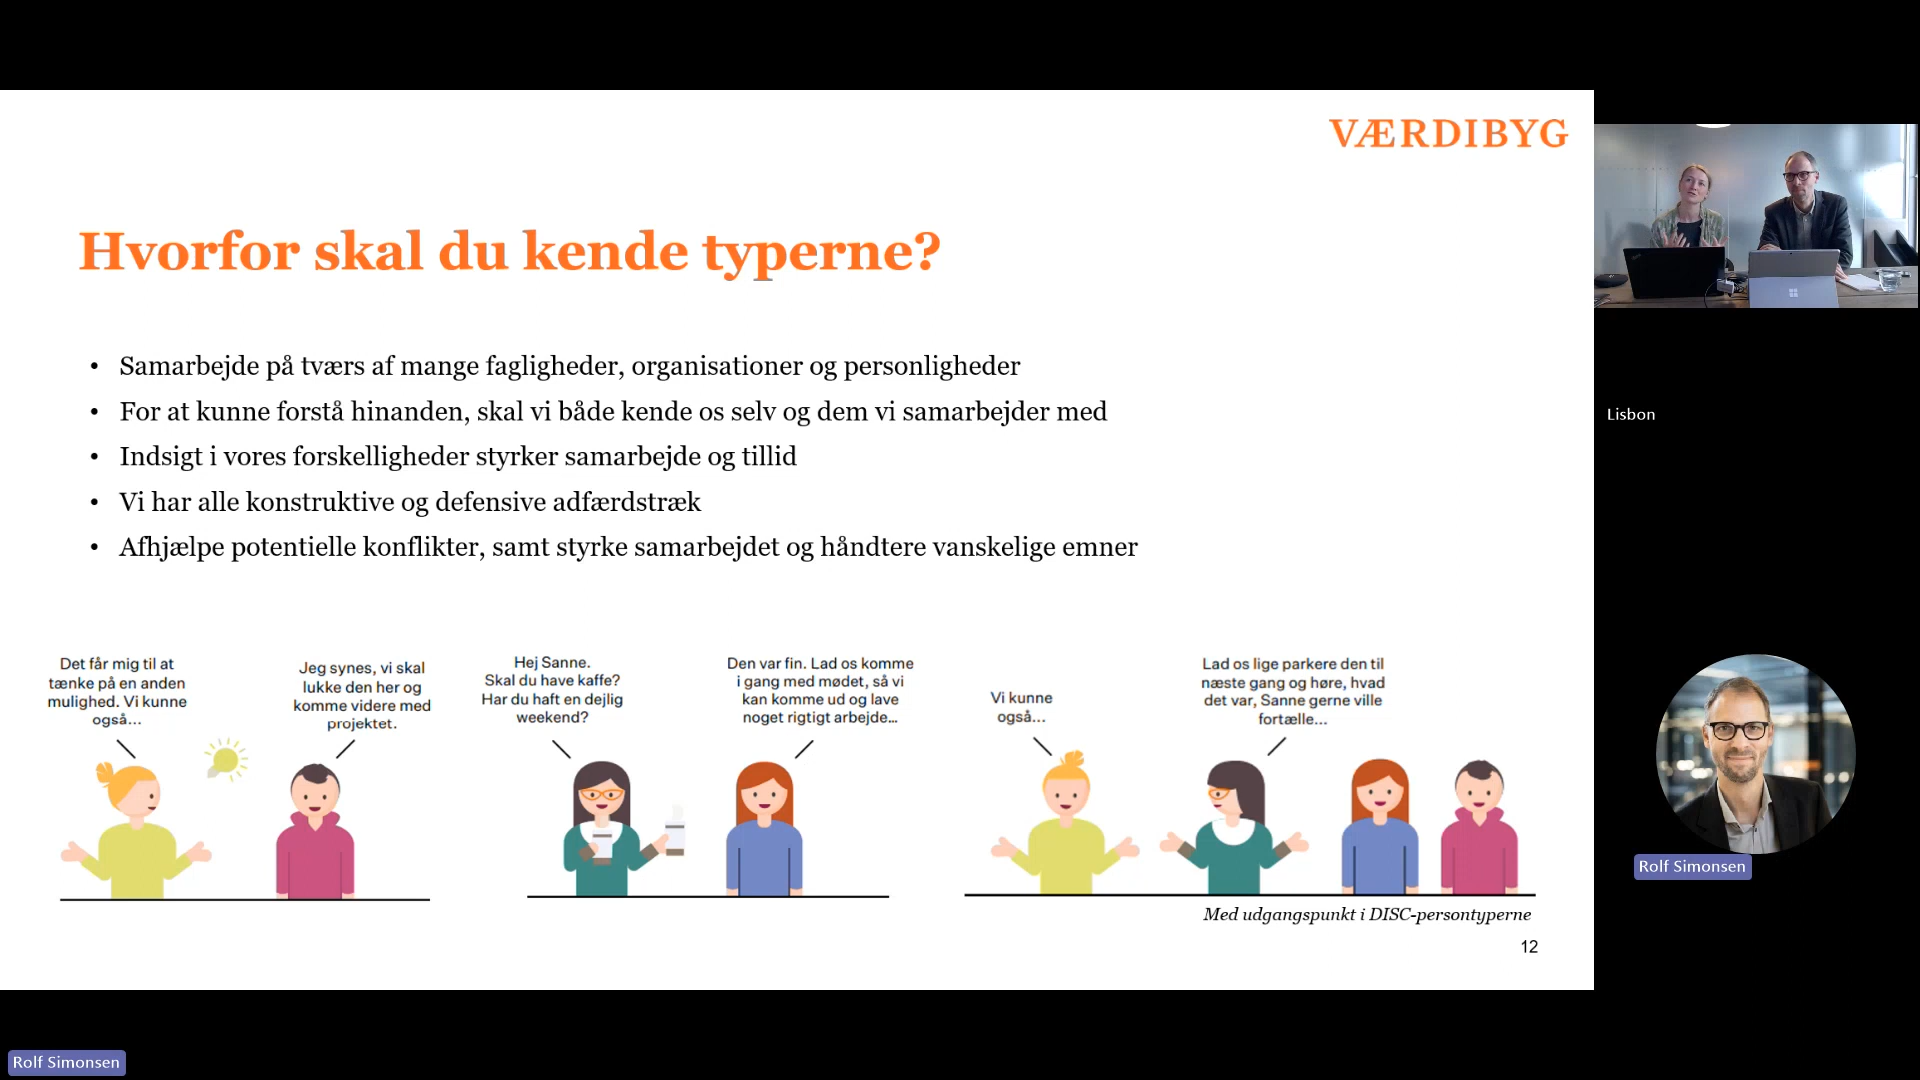 VÆRDIBYG
Hvorfor skal du kende typerne?
• Samarbejde på tværs af mange fagligheder, organisationer og personligheder
• For at kunne forstå hinanden, skal vi både kende os selv og dem vi samarbejder med
• Indsigt i vores forskelligheder styrker samarbejde og tillid
• Vi har alle konstruktive og defensive adfærdstræk
• Afhjælpe potentielle konflikter, samt styrke samarbejdet og håndtere vanskelige emner
Det får mig til at
tænke på en anden
mulighed. Vi kunne
også...
Jeg synes, vi skal
lukke den her og
komme videre med
projektet.
Hej Sanne.
Skal du have kaffe?
Har du haft en dejlig
weekend?
Den var fin. Lad os komme
i gang med mødet, så vi
kan komme ud og lave
noget rigtigt arbejde...
Vi kunne
også...
Lad os lige parkere den til
næste gang og høre, hvad
det var, Sanne gerne ville
fortælle...
Med udgangspunkt i DISC-persontyperne
12
Lisbon
Rolf Simonsen
Rolf Simonsen